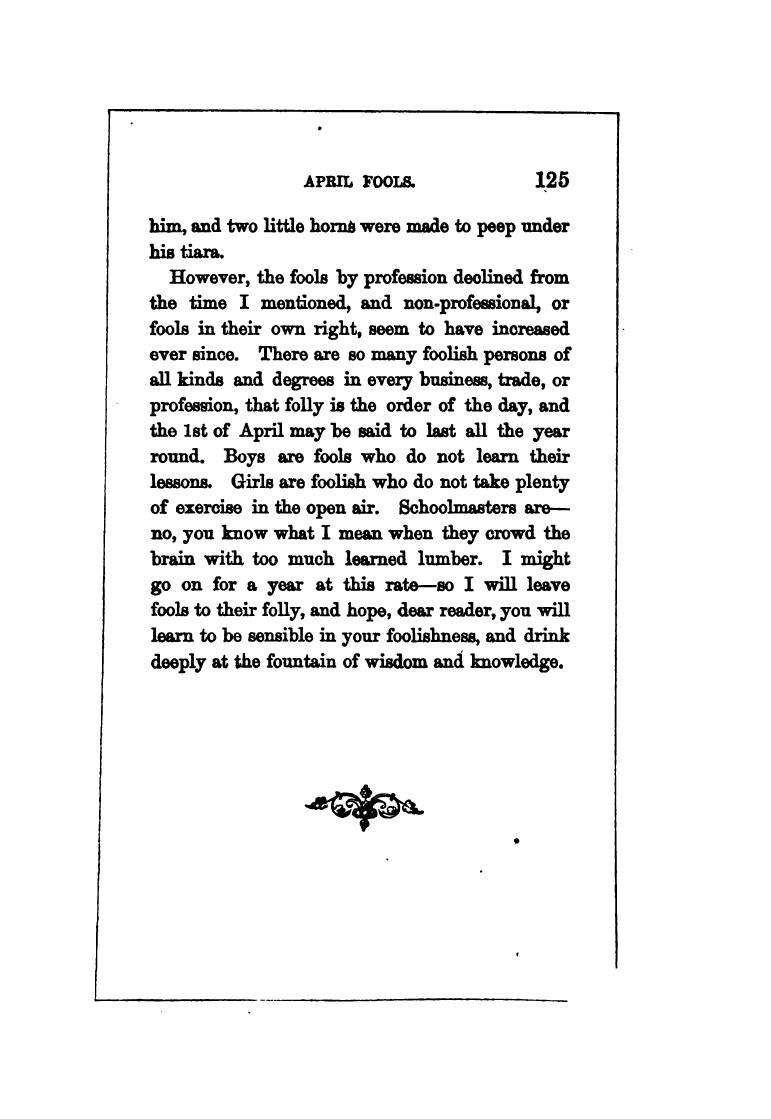 APRIL FOOLS. 125
him, and two little horns were made to peep under
his tiara.
However, the fools by profession declined from
the time I mentioned, and non-professional, or
fools in their own right, seem to have increased
ever since. There are so many foolish persons of
all kinds and degrees in every business, trade, or
profession, that folly is the order of the day, and
the 1st of April may be said to last all the year
round. Boys are fools who do not learn their
lessons. Girls are foolish who do not take plenty
of exercise in the open air. Schoolmasters are—
no, you know what I mean when they crowd the
brain with too much learned lumber. I might
go on for a year at this rate—so I will leave
fools to their folly, and hope, dear reader, you will
learn to be sensible in your foolishness, and drink
deeply at the fountain of wisdom and knowledge.